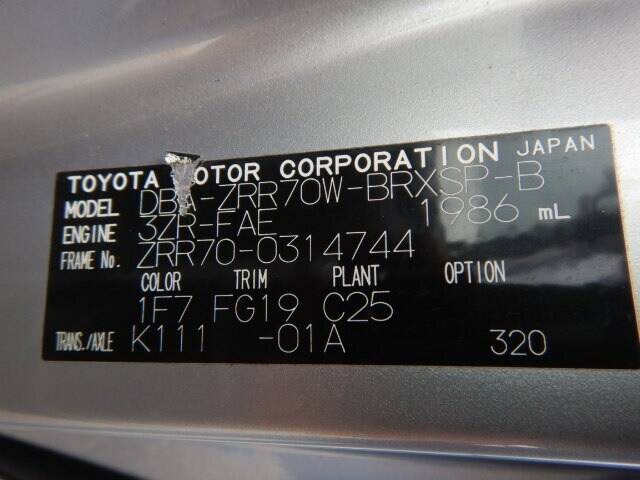 TOYOTA MOTOR CORPORATION JAPAN
MODEL DBA-ZRR70W-BRXSP-B
ENGINE 3ZR-FAE 1986 mL
FRAME No. ZRR70-0314744
COLOR TRIM PLANT OPTION
1F7 FG19 C25
TRANS./AXLE K111 -01A 320